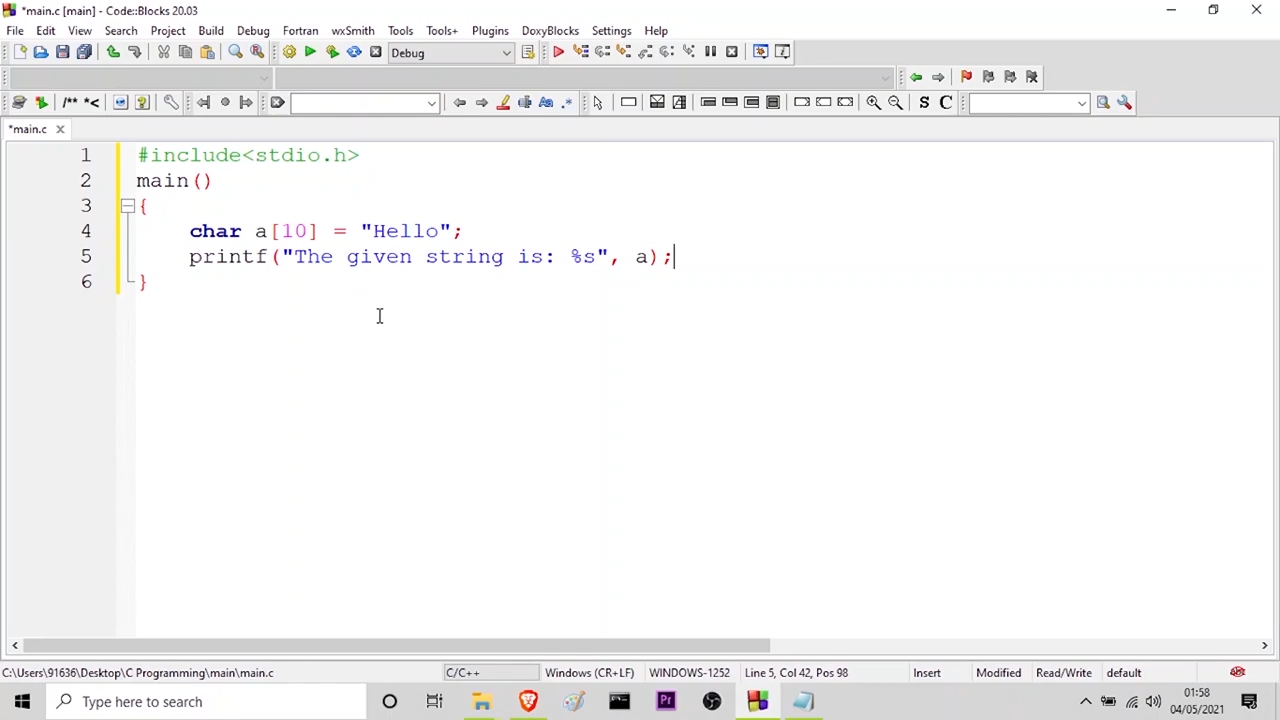 *main.c [main] - Code::Blocks 20.03
File Edit View Search Project Build Debug Fortran wxSmith Tools Tools+ Plugins DoxyBlocks Settings Help
Debug
/** *< Aa .* S C
*main.c
1 #include<stdio.h>
2 main()
3 {
4 char a[10] = "Hello";
5 printf("The given string is: %s", a);
6 }
C:\Users\91636\Desktop\C Programming\main\main.c C/C++ Windows (CR+LF) WINDOWS-1252 Line 5, Col 42, Pos 98 Insert Modified Read/Write default
Type here to search
Pr
01:58
04/05/2021